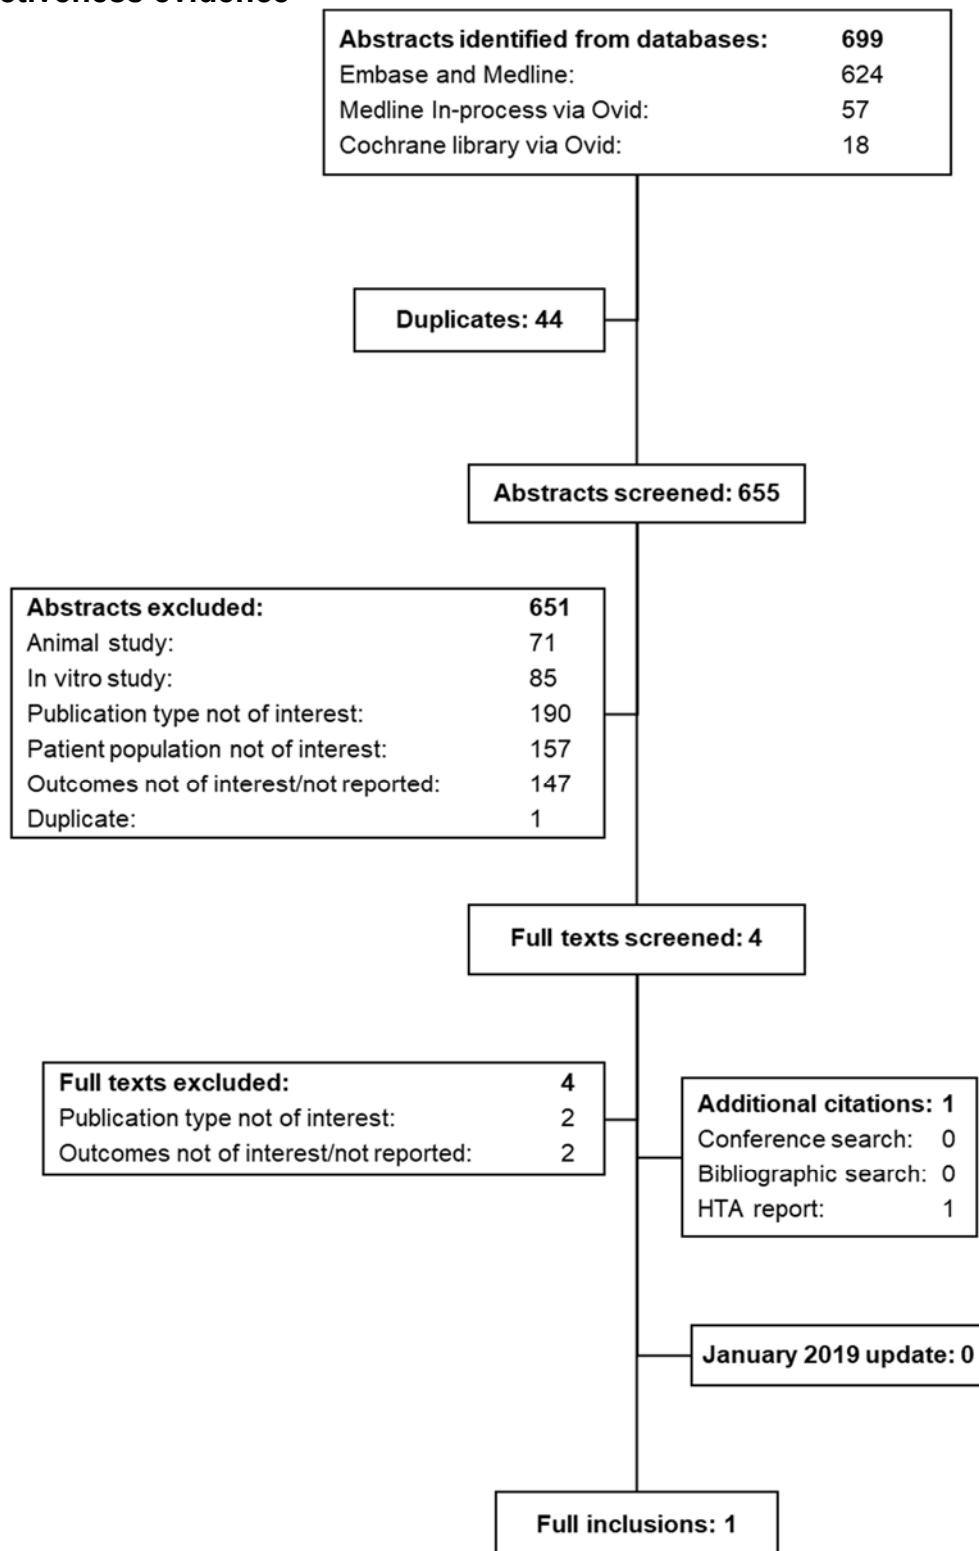 Abstracts identified from databases: 699
Embase and Medline: 624
Medline In-process via Ovid: 57
Cochrane library via Ovid: 18
Duplicates: 44
Abstracts screened: 655
Abstracts excluded: 651
Animal study: 71
In vitro study: 85
Publication type not of interest: 190
Patient population not of interest: 157
Outcomes not of interest/not reported: 147
Duplicate: 1
Full texts screened: 4
Full texts excluded: 4
Publication type not of interest: 2
Outcomes not of interest/not reported: 2
Additional citations: 1
Conference search: 0
Bibliographic search: 0
HTA report: 1
January 2019 update: 0
Full inclusions: 1